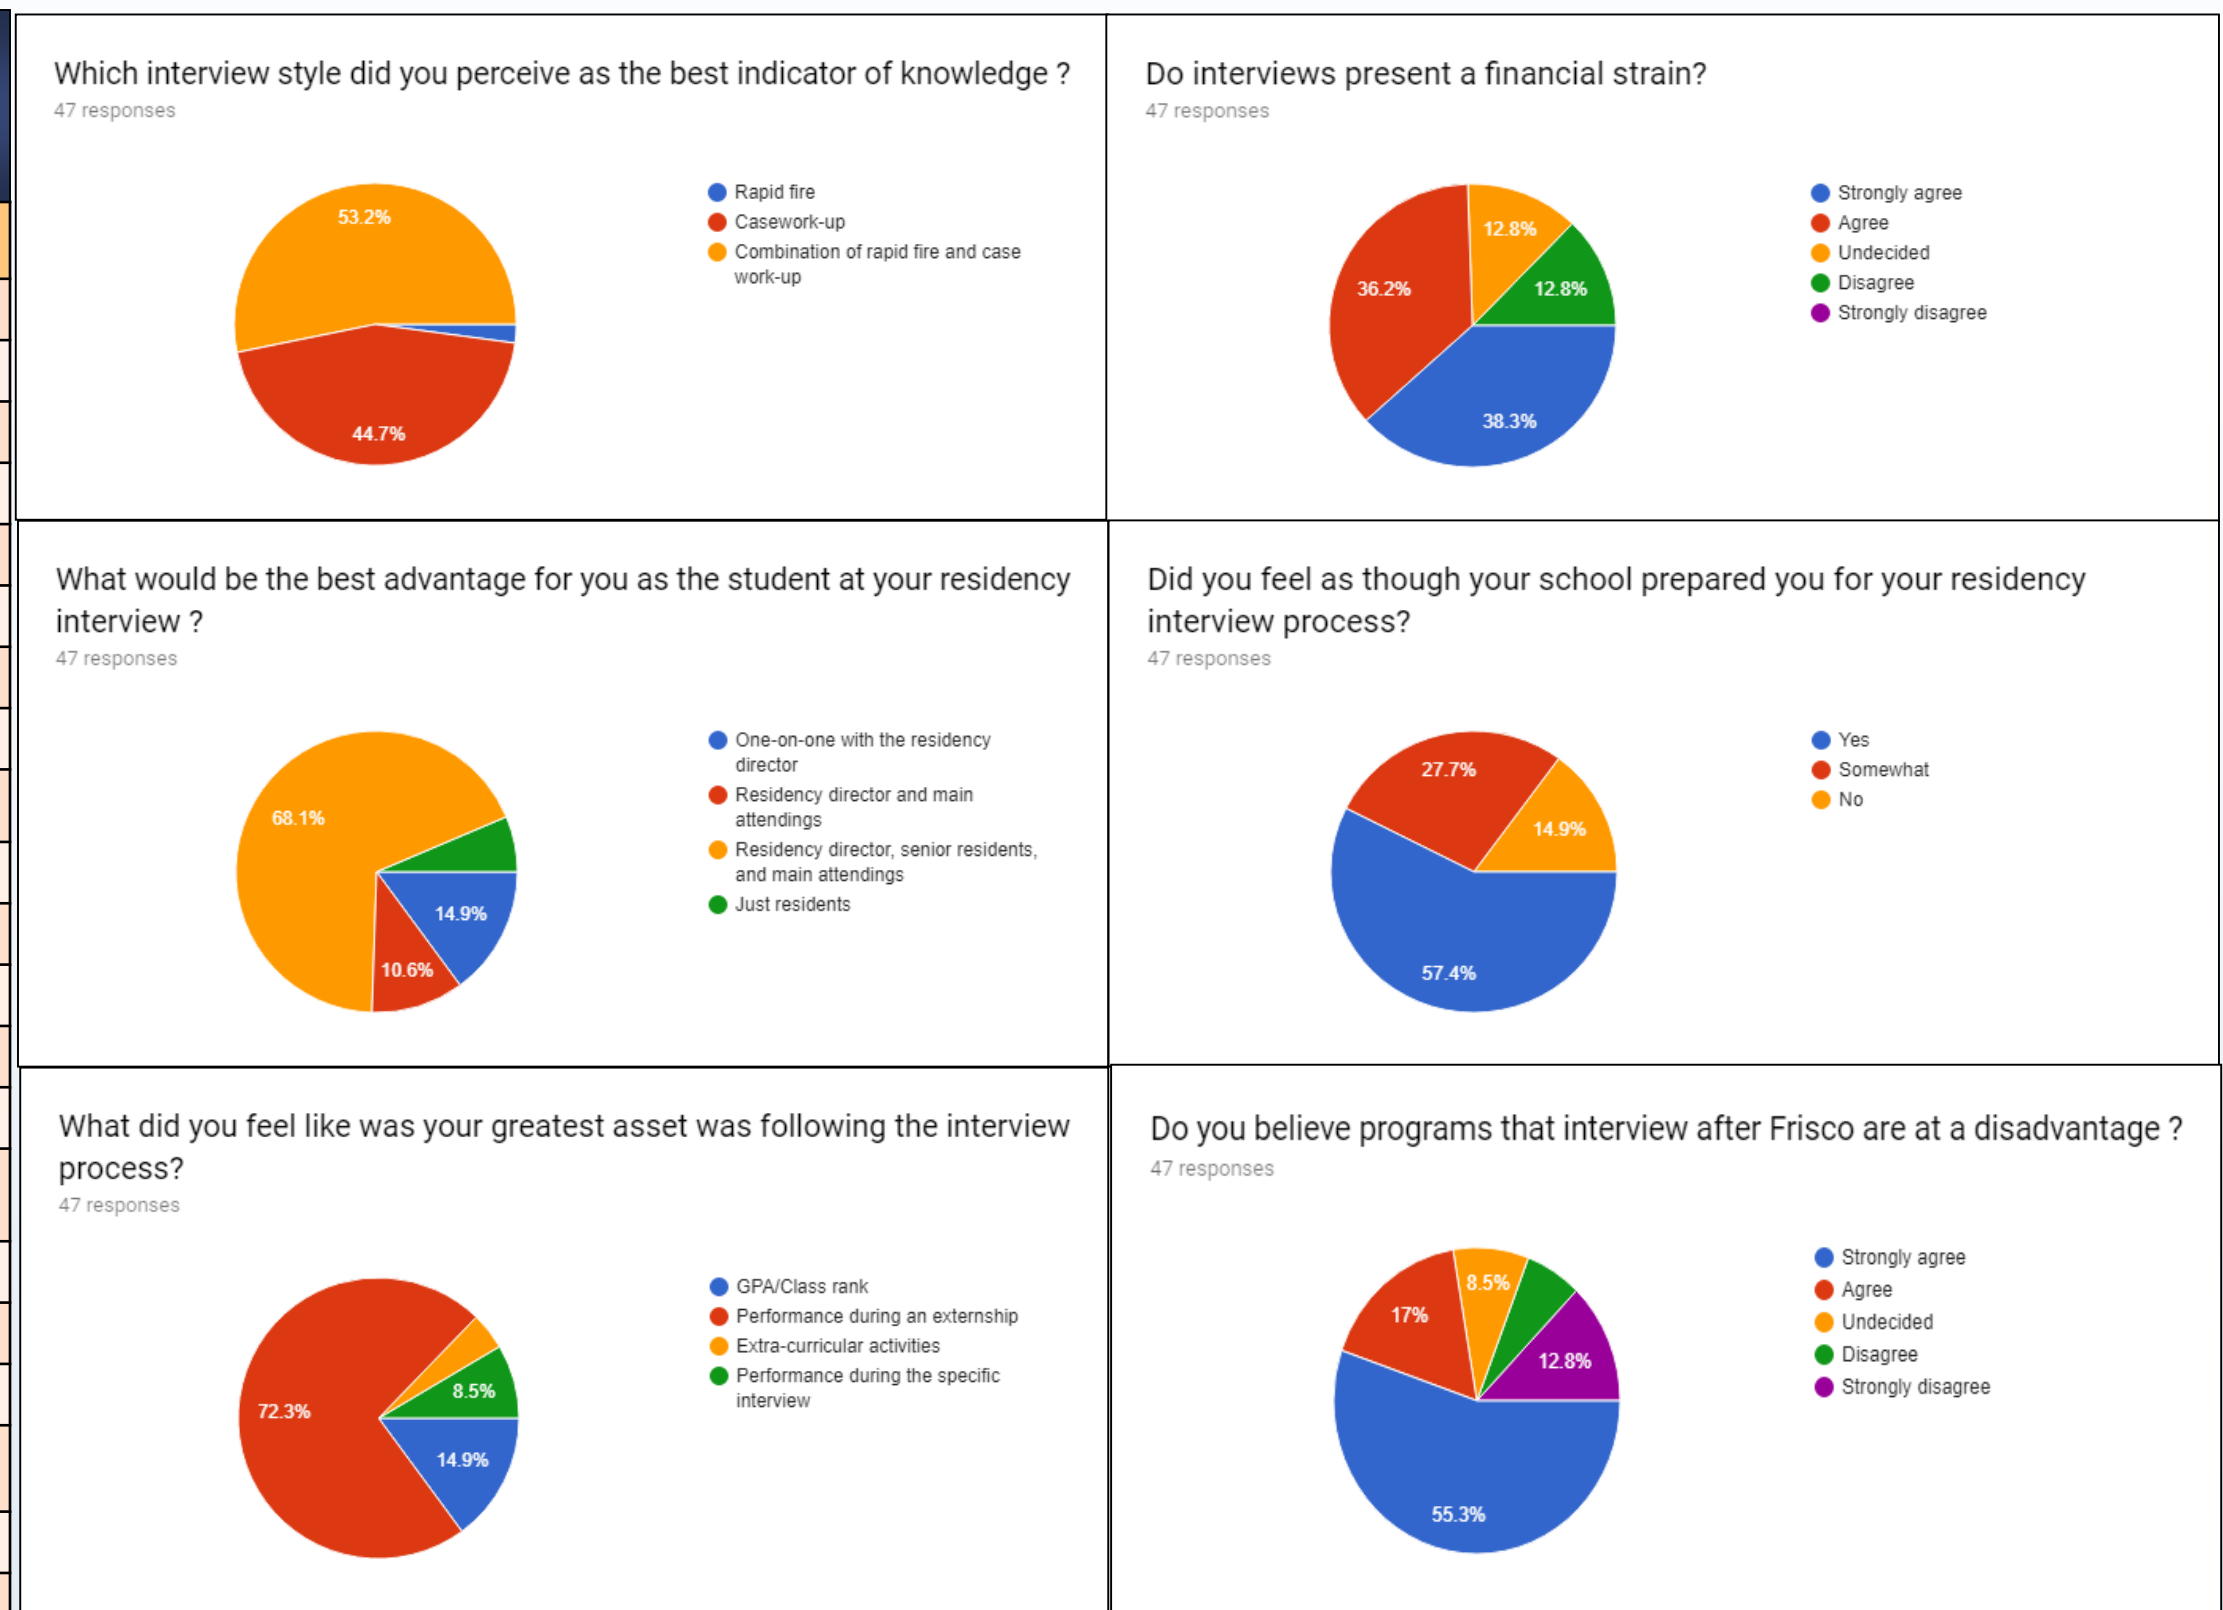 Which interview style did you perceive as the best indicator of knowledge ?
47 responses
53.2%
44.7%
Rapid fire
Casework-up
Combination of rapid fire and case
work-up
Do interviews present a financial strain?
47 responses
12.8%
36.2%
12.8%
38.3%
Strongly agree
Agree
Undecided
Disagree
Strongly disagree
What would be the best advantage for you as the student at your residency
interview ?
47 responses
68.1%
14.9%
10.6%
One-on-one with the residency
director
Residency director and main
attendings
Residency director, senior residents,
and main attendings
Just residents
Did you feel as though your school prepared you for your residency
interview process?
47 responses
27.7%
14.9%
57.4%
Yes
Somewhat
No
What did you feel like was your greatest asset was following the interview
process?
47 responses
8.5%
72.3%
14.9%
GPA/Class rank
Performance during an externship
Extra-curricular activities
Performance during the specific
interview
Do you believe programs that interview after Frisco are at a disadvantage ?
47 responses
8.5%
17%
12.8%
55.3%
Strongly agree
Agree
Undecided
Disagree
Strongly disagree